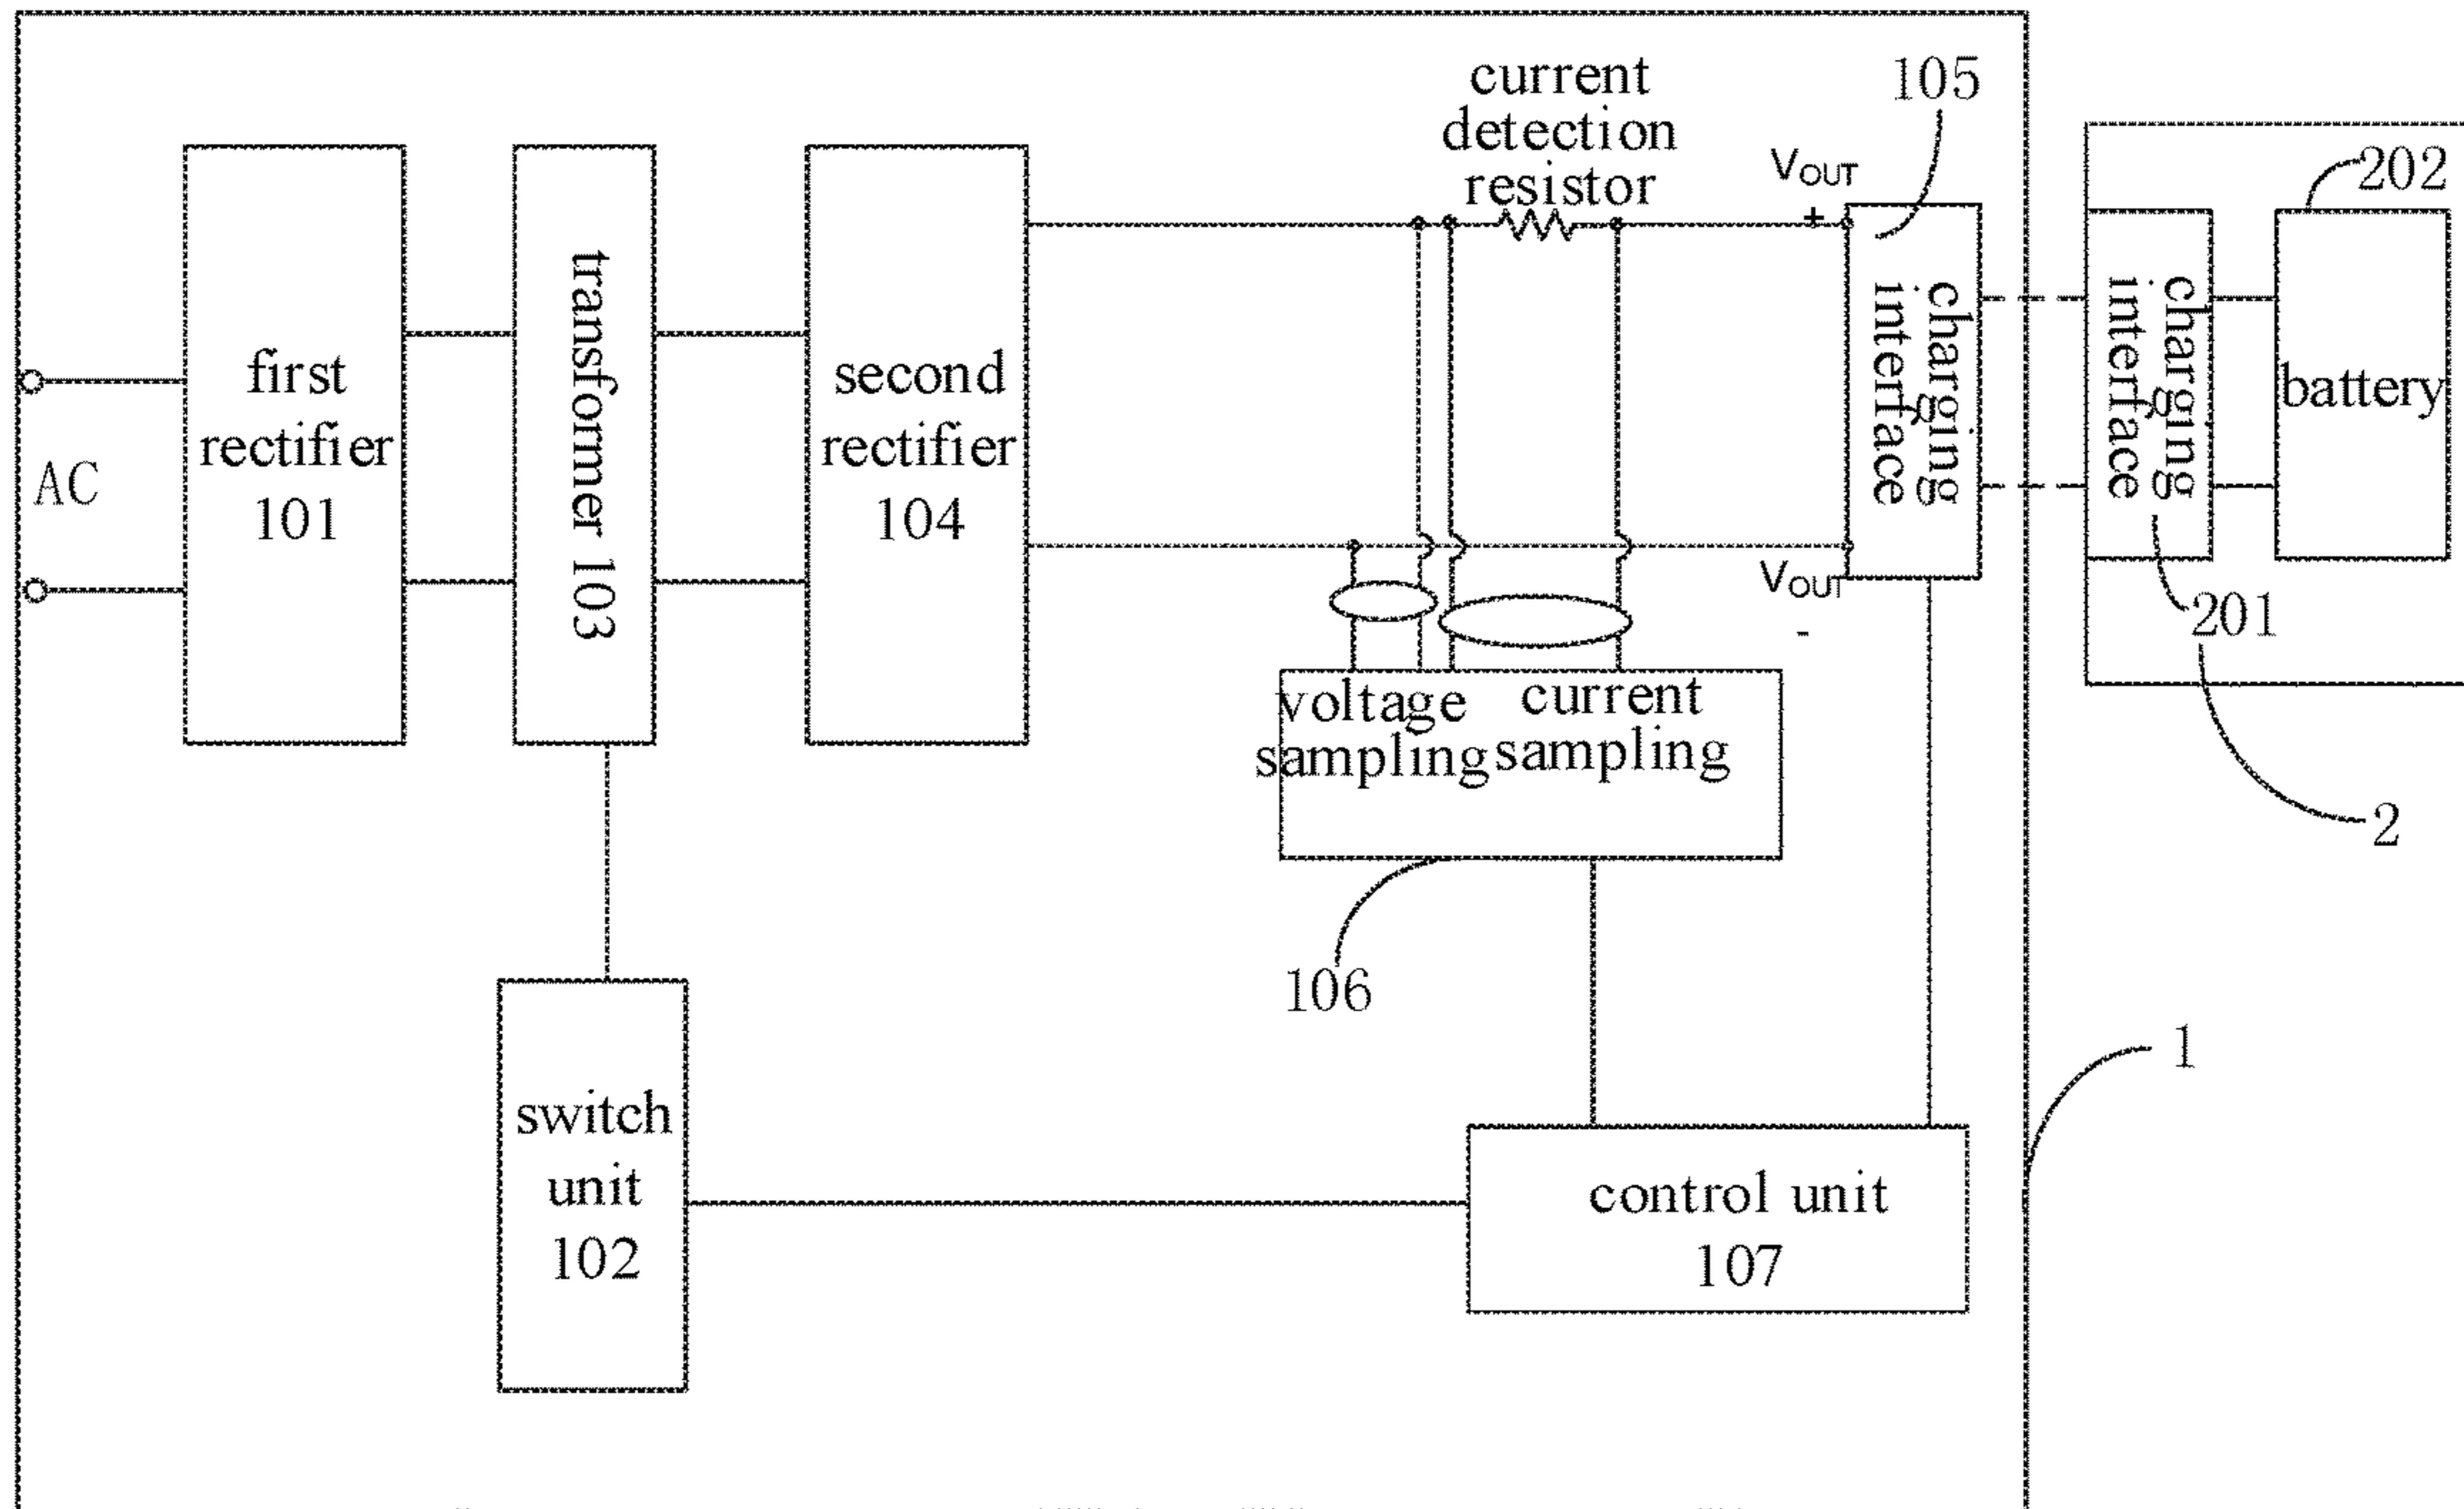 current
detection
resistor
105
VOUT
+
202
first
rectifier
101
AC
transformer 103
second
rectifier
104
charging
interface
charging
interface
battery
VOUT
-
201
voltage
sampling
current
sampling
2
106
1
switch
unit
102
control unit
107